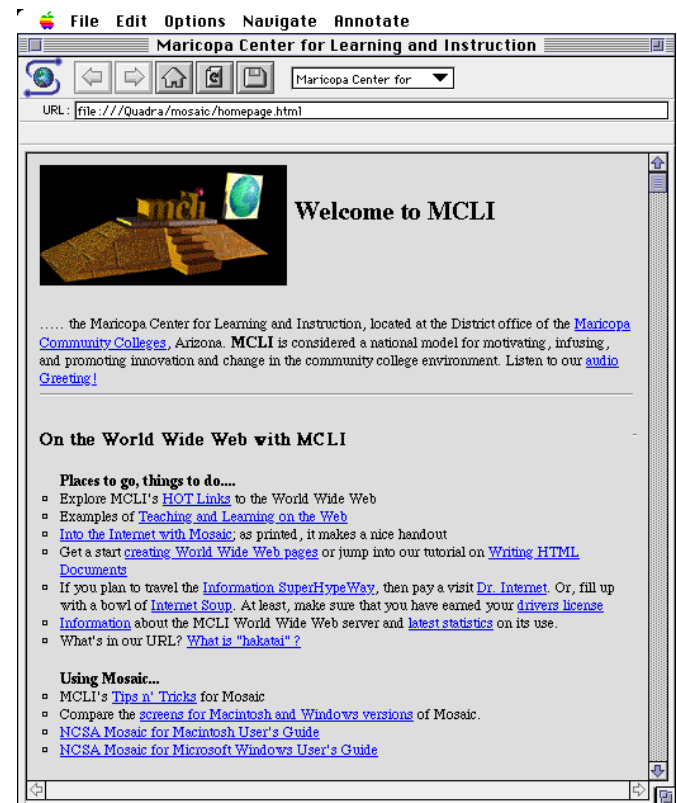 File Edit Options Navigate Annotate
Maricopa Center for Learning and Instruction
Maricopa Center for
URL: file:///Quadra/mosaic/homepage.html
mcli
Welcome to MCLI
..... the Maricopa Center for Learning and Instruction, located at the District office of the Maricopa
Community Colleges, Arizona. MCLI is considered a national model for motivating, infusing,
and promoting innovation and change in the community college environment. Listen to our audio
Greeting!
On the World Wide Web with MCLI
Places to go, things to do....
Explore MCLI's HOT Links to the World Wide Web
Examples of Teaching and Learning on the Web
Into the Internet with Mosaic; as printed, it makes a nice handout
Get a start creating World Wide Web pages or jump into our tutorial on Writing HTML
Documents
If you plan to travel the Information SuperHypeWay, then pay a visit Dr. Internet. Or, fill up
with a bowl of Internet Soup. At least, make sure that you have earned your drivers license
Information about the MCLI World Wide Web server and latest statistics on its use.
What's in our URL? What is "hakatai" ?
Using Mosaic...
MCLI's Tips n' Tricks for Mosaic
Compare the screens for Macintosh and Windows versions of Mosaic.
NCSA Mosaic for Macintosh User's Guide
NCSA Mosaic for Microsoft Windows User's Guide